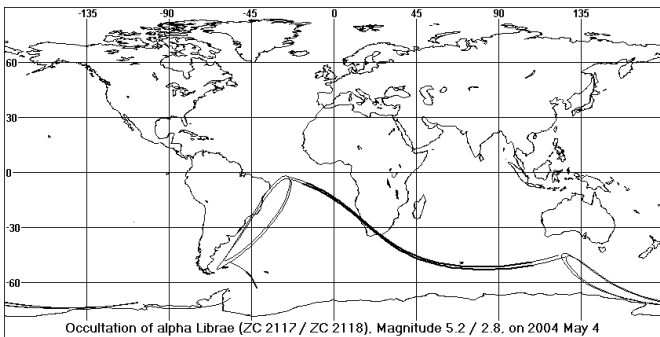 -135 -90 -45 0 45 90 135
60
30
0
-30
-60
Occultation of alpha Librae (ZC 2117 / ZC 2118), Magnitude 5.2 / 2.8, on 2004 May 4